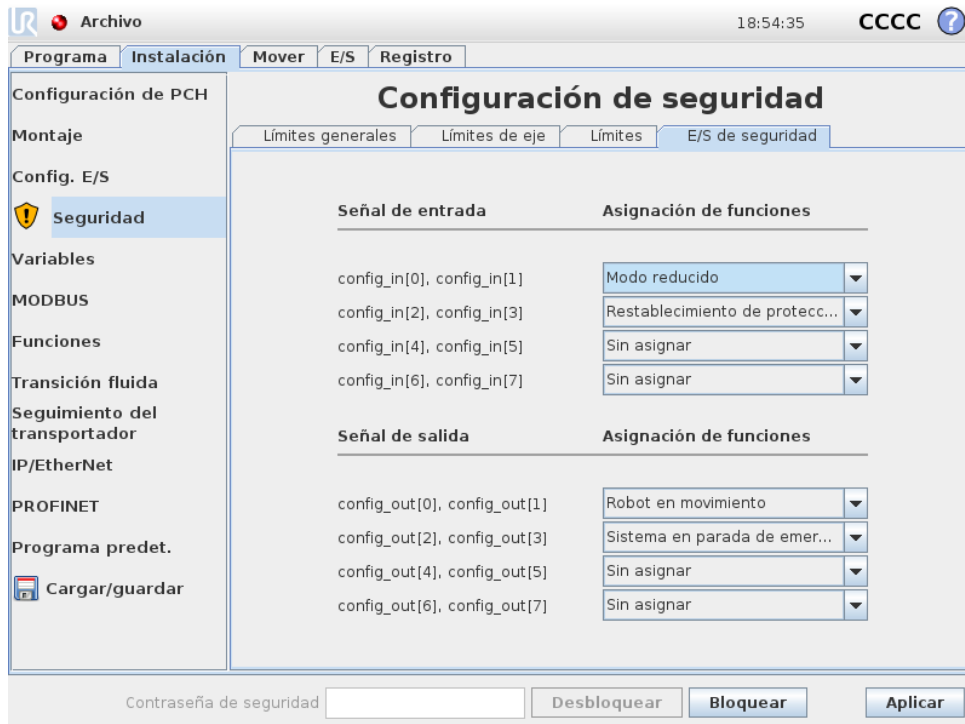 UR Archivo 18:54:35 CCCC ?
Programa Instalación Mover E/S Registro
Configuración de PCH
Montaje
Config. E/S
Seguridad
Variables
MODBUS
Funciones
Transición fluida
Seguimiento del
transportador
IP/EtherNet
PROFINET
Programa predet.
Cargar/guardar
Configuración de seguridad
Límites generales Límites de eje Límites E/S de seguridad
Señal de entrada Asignación de funciones
config_in[0], config_in[1] Modo reducido
config_in[2], config_in[3] Restablecimiento de protecc...
config_in[4], config_in[5] Sin asignar
config_in[6], config_in[7] Sin asignar
Señal de salida Asignación de funciones
config_out[0], config_out[1] Robot en movimiento
config_out[2], config_out[3] Sistema en parada de emer...
config_out[4], config_out[5] Sin asignar
config_out[6], config_out[7] Sin asignar
Contraseña de seguridad Desbloquear Bloquear Aplicar